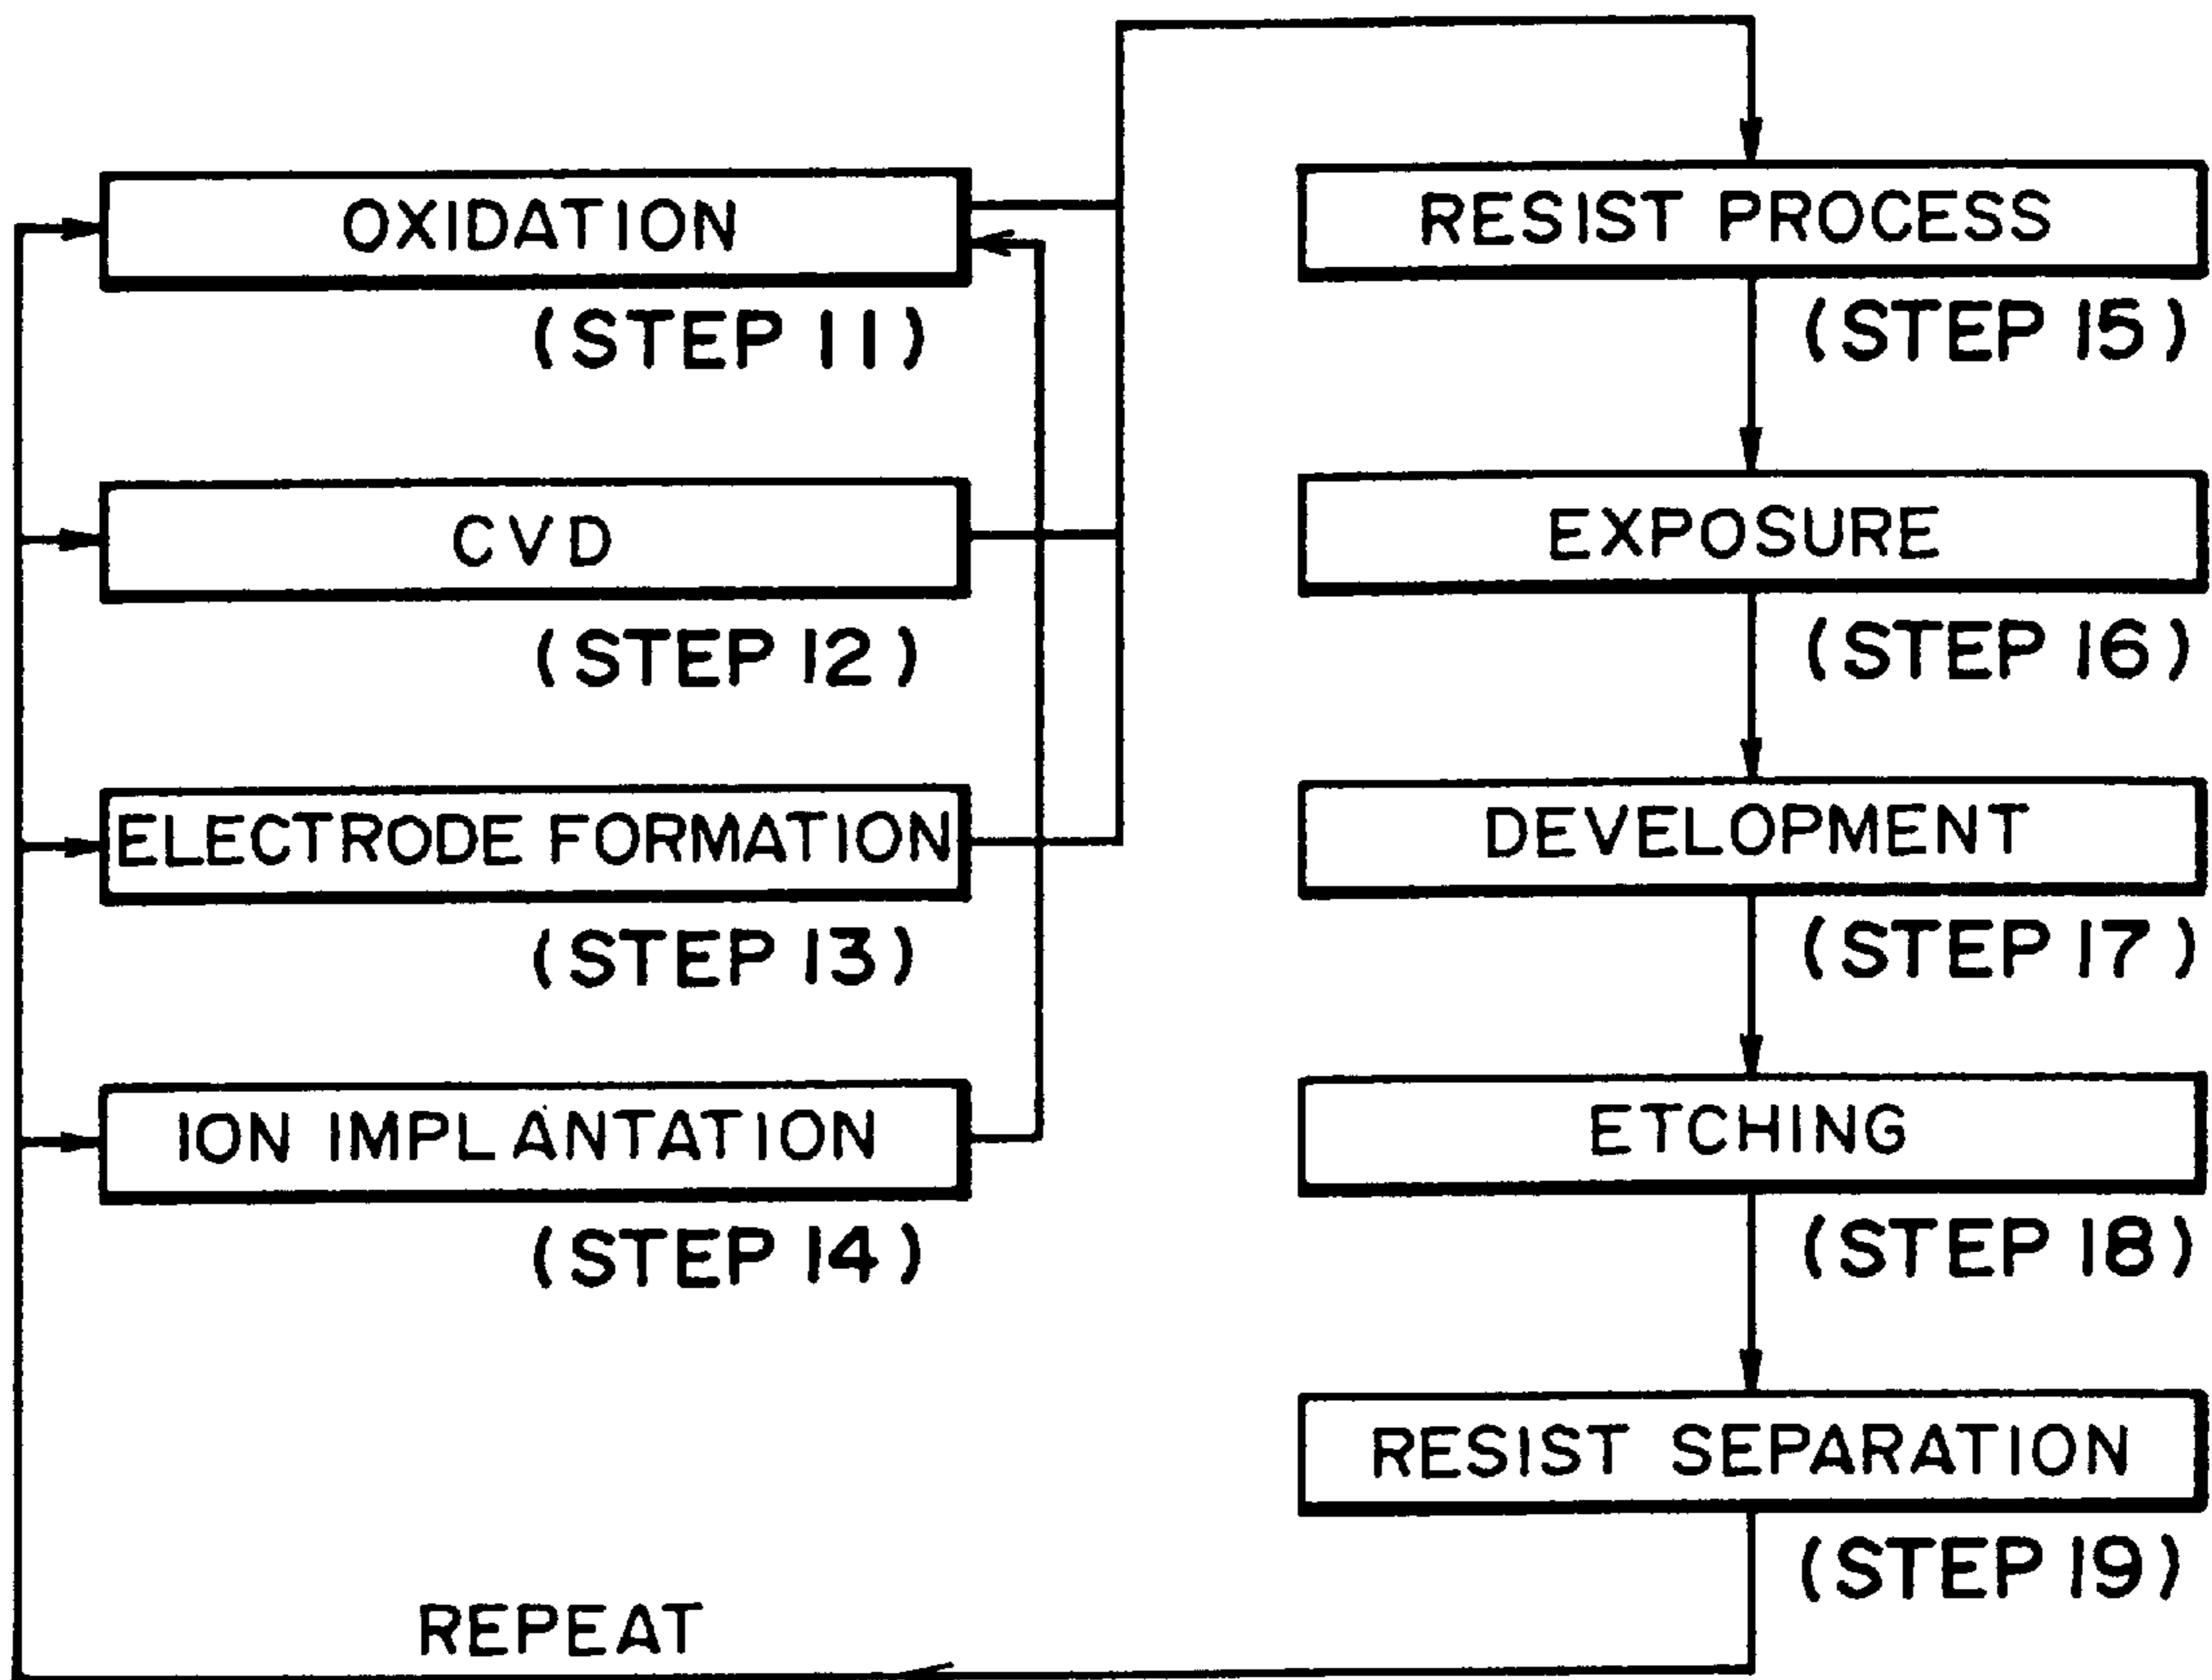 OXIDATION
(STEP 11)
CVD
(STEP 12)
ELECTRODE FORMATION
(STEP 13)
ION IMPLANTATION
(STEP 14)
RESIST PROCESS
(STEP 15)
EXPOSURE
(STEP 16)
DEVELOPMENT
(STEP 17)
ETCHING
(STEP 18)
RESIST SEPARATION
(STEP 19)
REPEAT